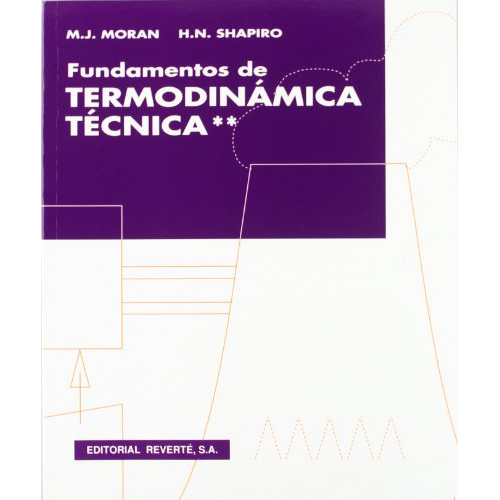 M.J. MORAN H.N. SHAPIRO
Fundamentos de
TERMODINÁMICA
TÉCNICA**
EDITORIAL REVERTÉ, S.A.